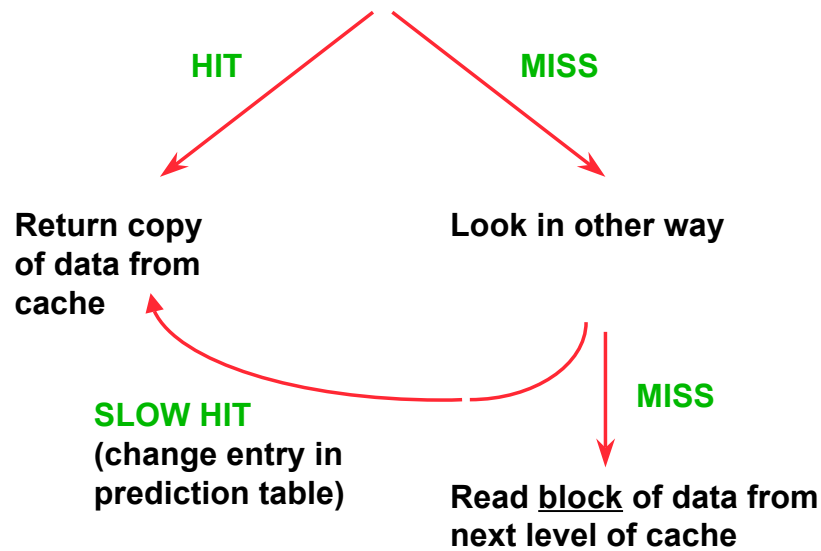 HIT
MISS
Return copy
of data from
cache
Look in other way
SLOW HIT
(change entry in
prediction table)
MISS
Read block of data from
next level of cache